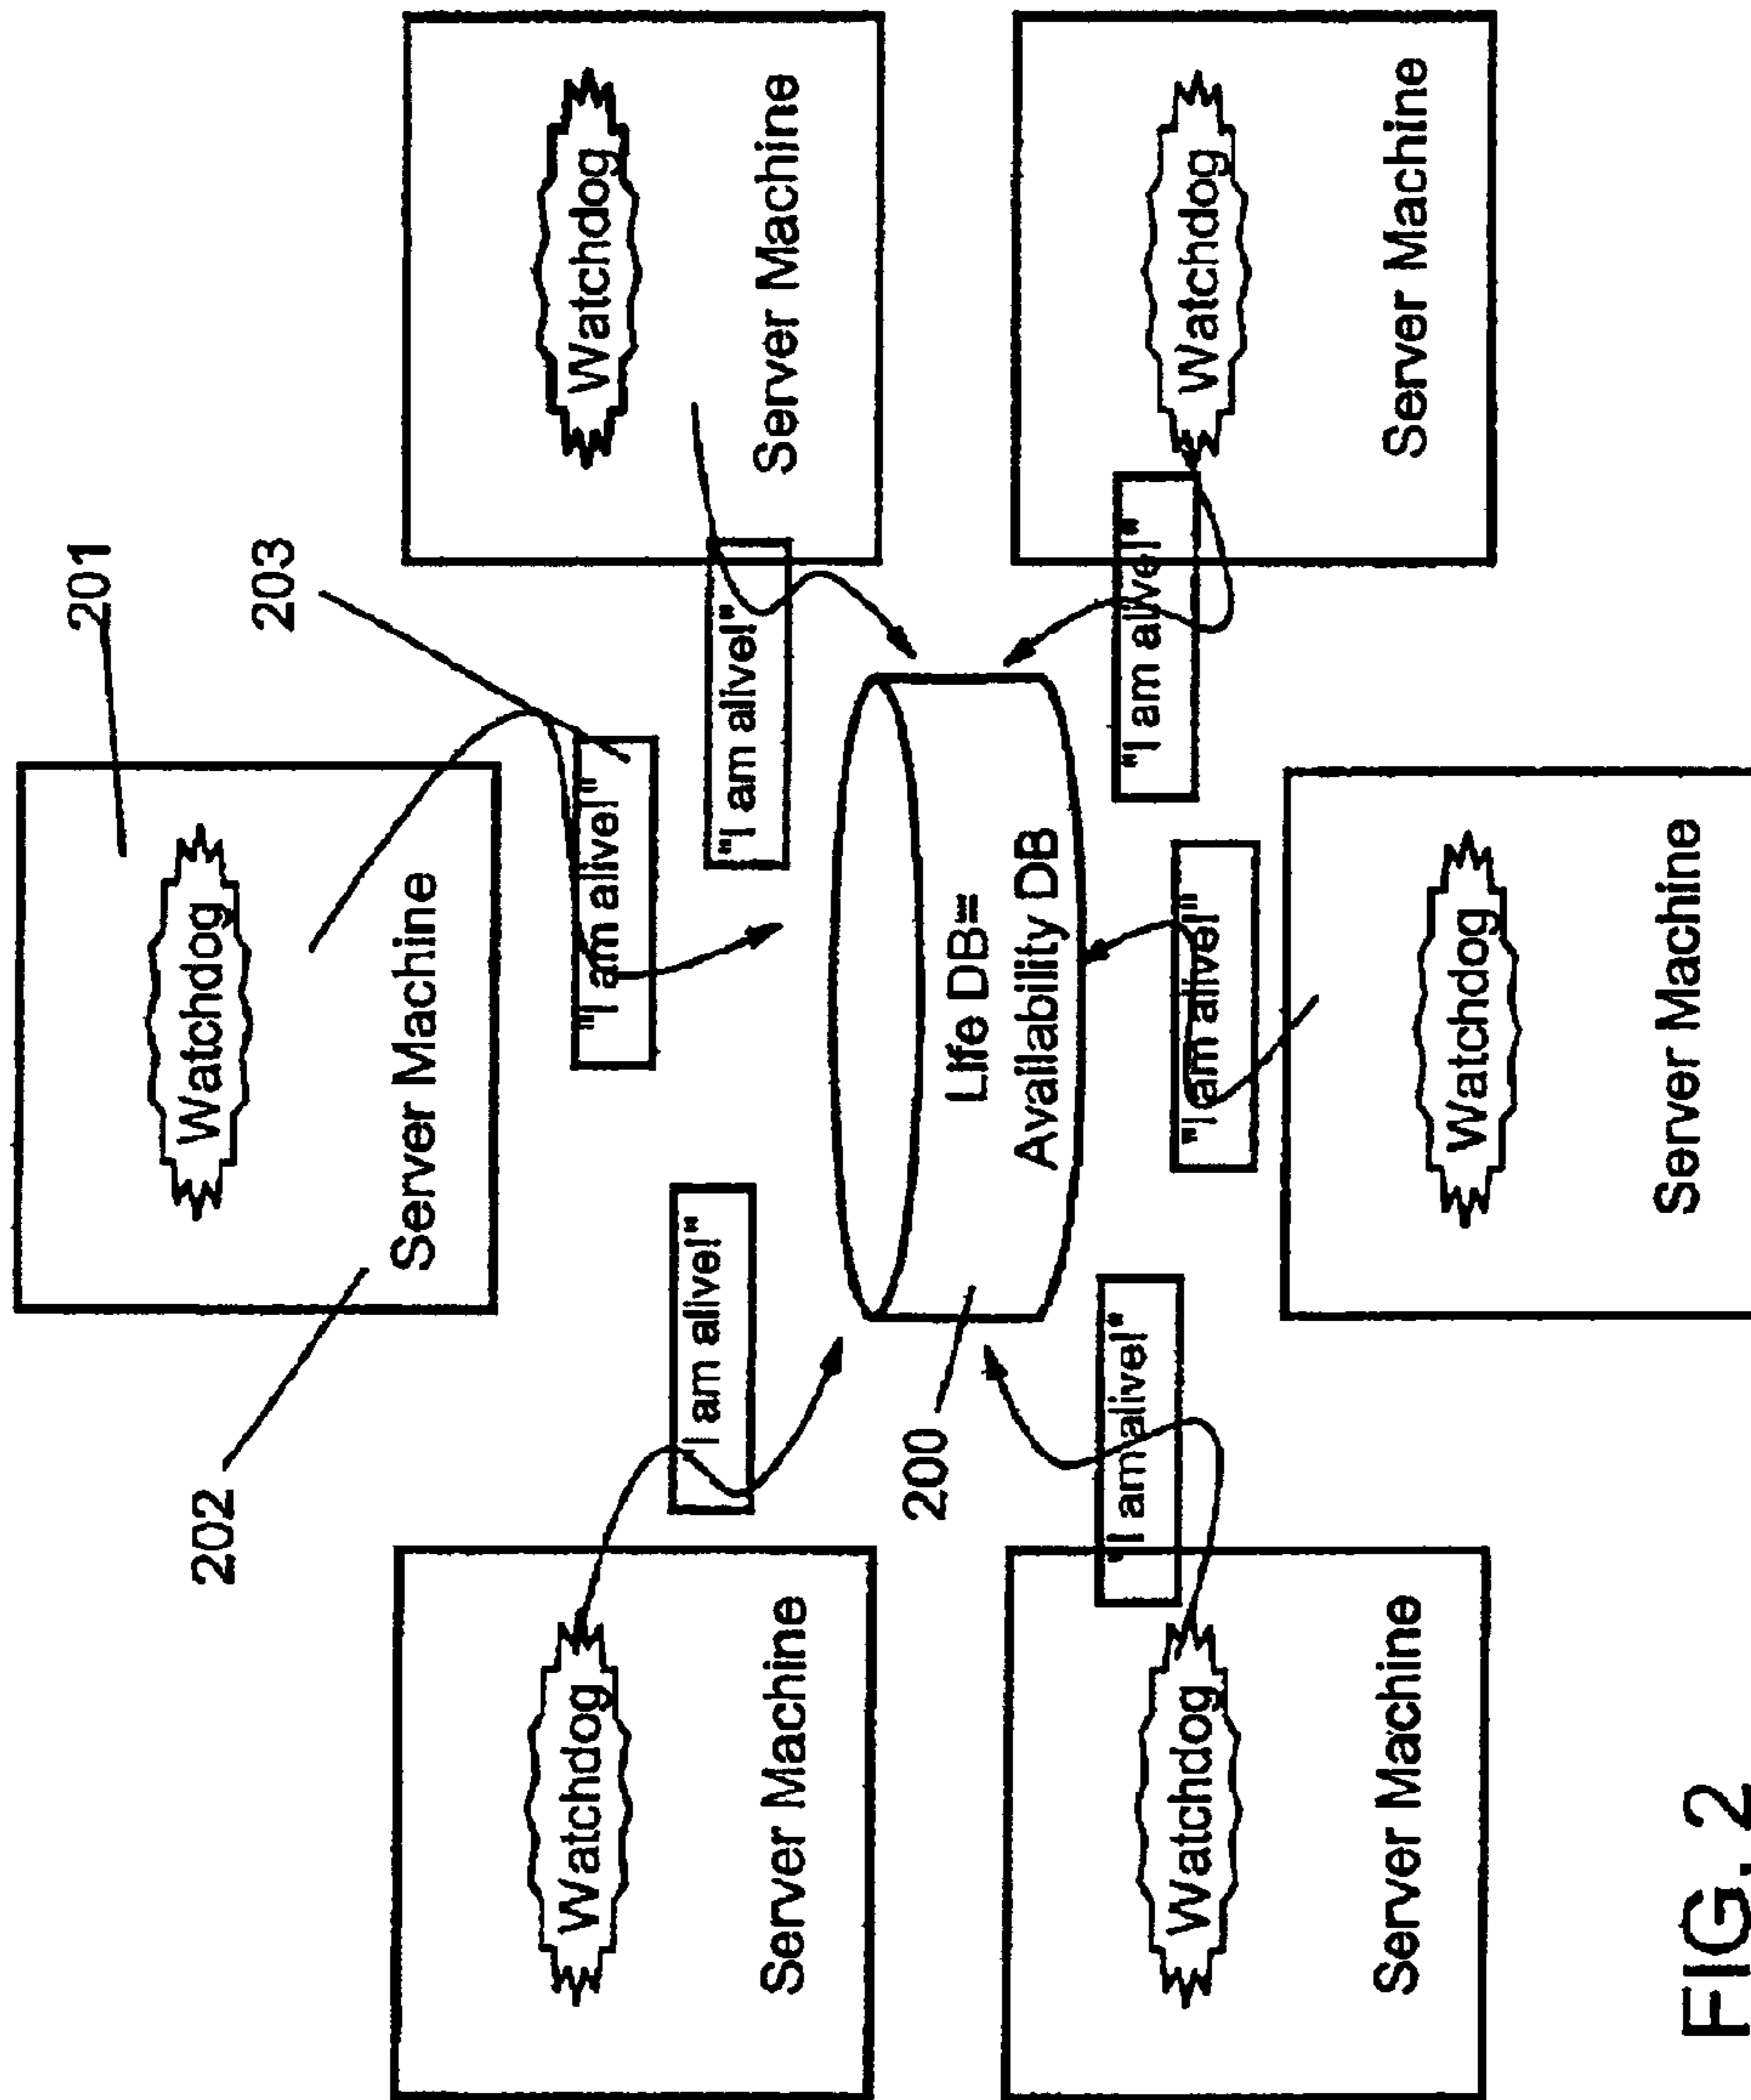 201
Watchdog
202
203
Server Machine
Watchdog
Watchdog
"I am alive!"
"I am alive!"
"I am alive!"
Server Machine
Server Machine
200
Life DB=
Availability DB
"I am alive!"
"I am alive!"
"I am alive!"
Watchdog
Watchdog
Server Machine
Server Machine
Watchdog
Server Machine
FIG. 2